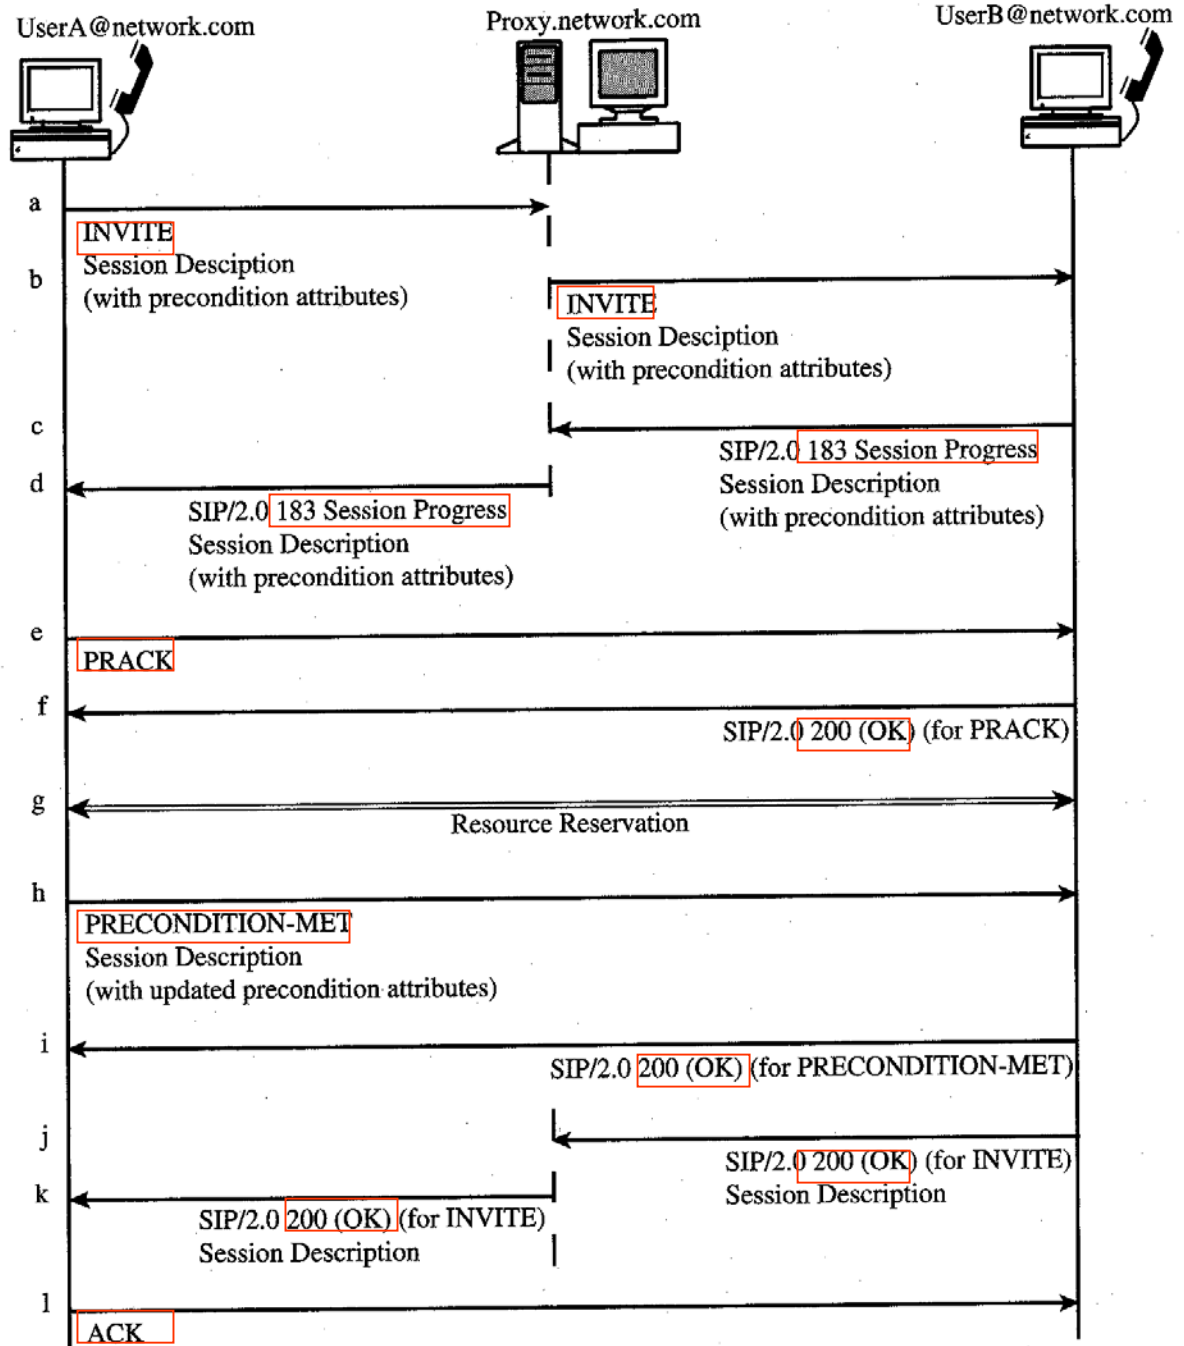 UserA@network.com
Proxy.network.com
UserB@network.com
a
INVITE
Session Desciption
(with precondition attributes)
b
INVITE
Session Desciption
(with precondition attributes)
c
SIP/2.0 183 Session Progress
Session Description
(with precondition attributes)
d
SIP/2.0 183 Session Progress
Session Description
(with precondition attributes)
e
PRACK
f
SIP/2.0 200 (OK) (for PRACK)
g
Resource Reservation
h
PRECONDITION-MET
Session Description
(with updated precondition attributes)
i
SIP/2.0 200 (OK) (for PRECONDITION-MET)
j
SIP/2.0 200 (OK) (for INVITE)
Session Description
k
SIP/2.0 200 (OK) (for INVITE)
Session Description
l
ACK